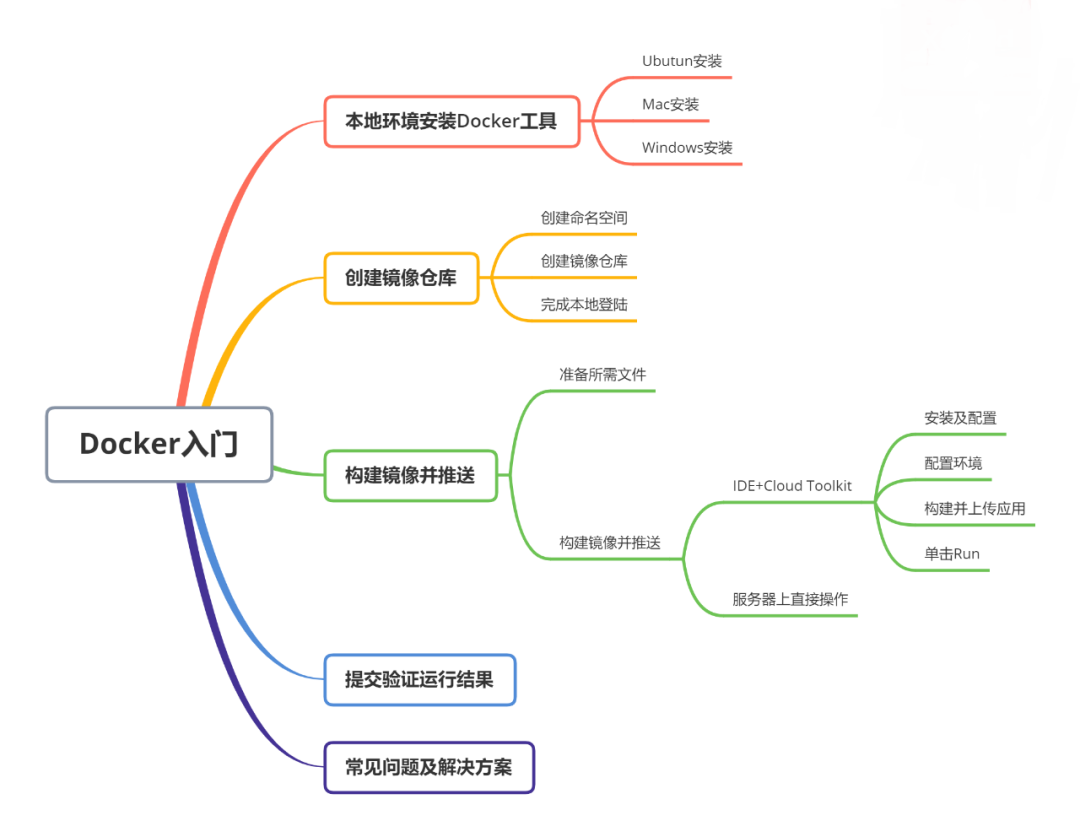 Docker入门
本地环境安装Docker工具
Ubutun安装
Mac安装
Windows安装
创建镜像仓库
创建命名空间
创建镜像仓库
完成本地登陆
构建镜像并推送
准备所需文件
构建镜像并推送
IDE+Cloud Toolkit
安装及配置
配置环境
构建并上传应用
单击Run
服务器上直接操作
提交验证运行结果
常见问题及解决方案